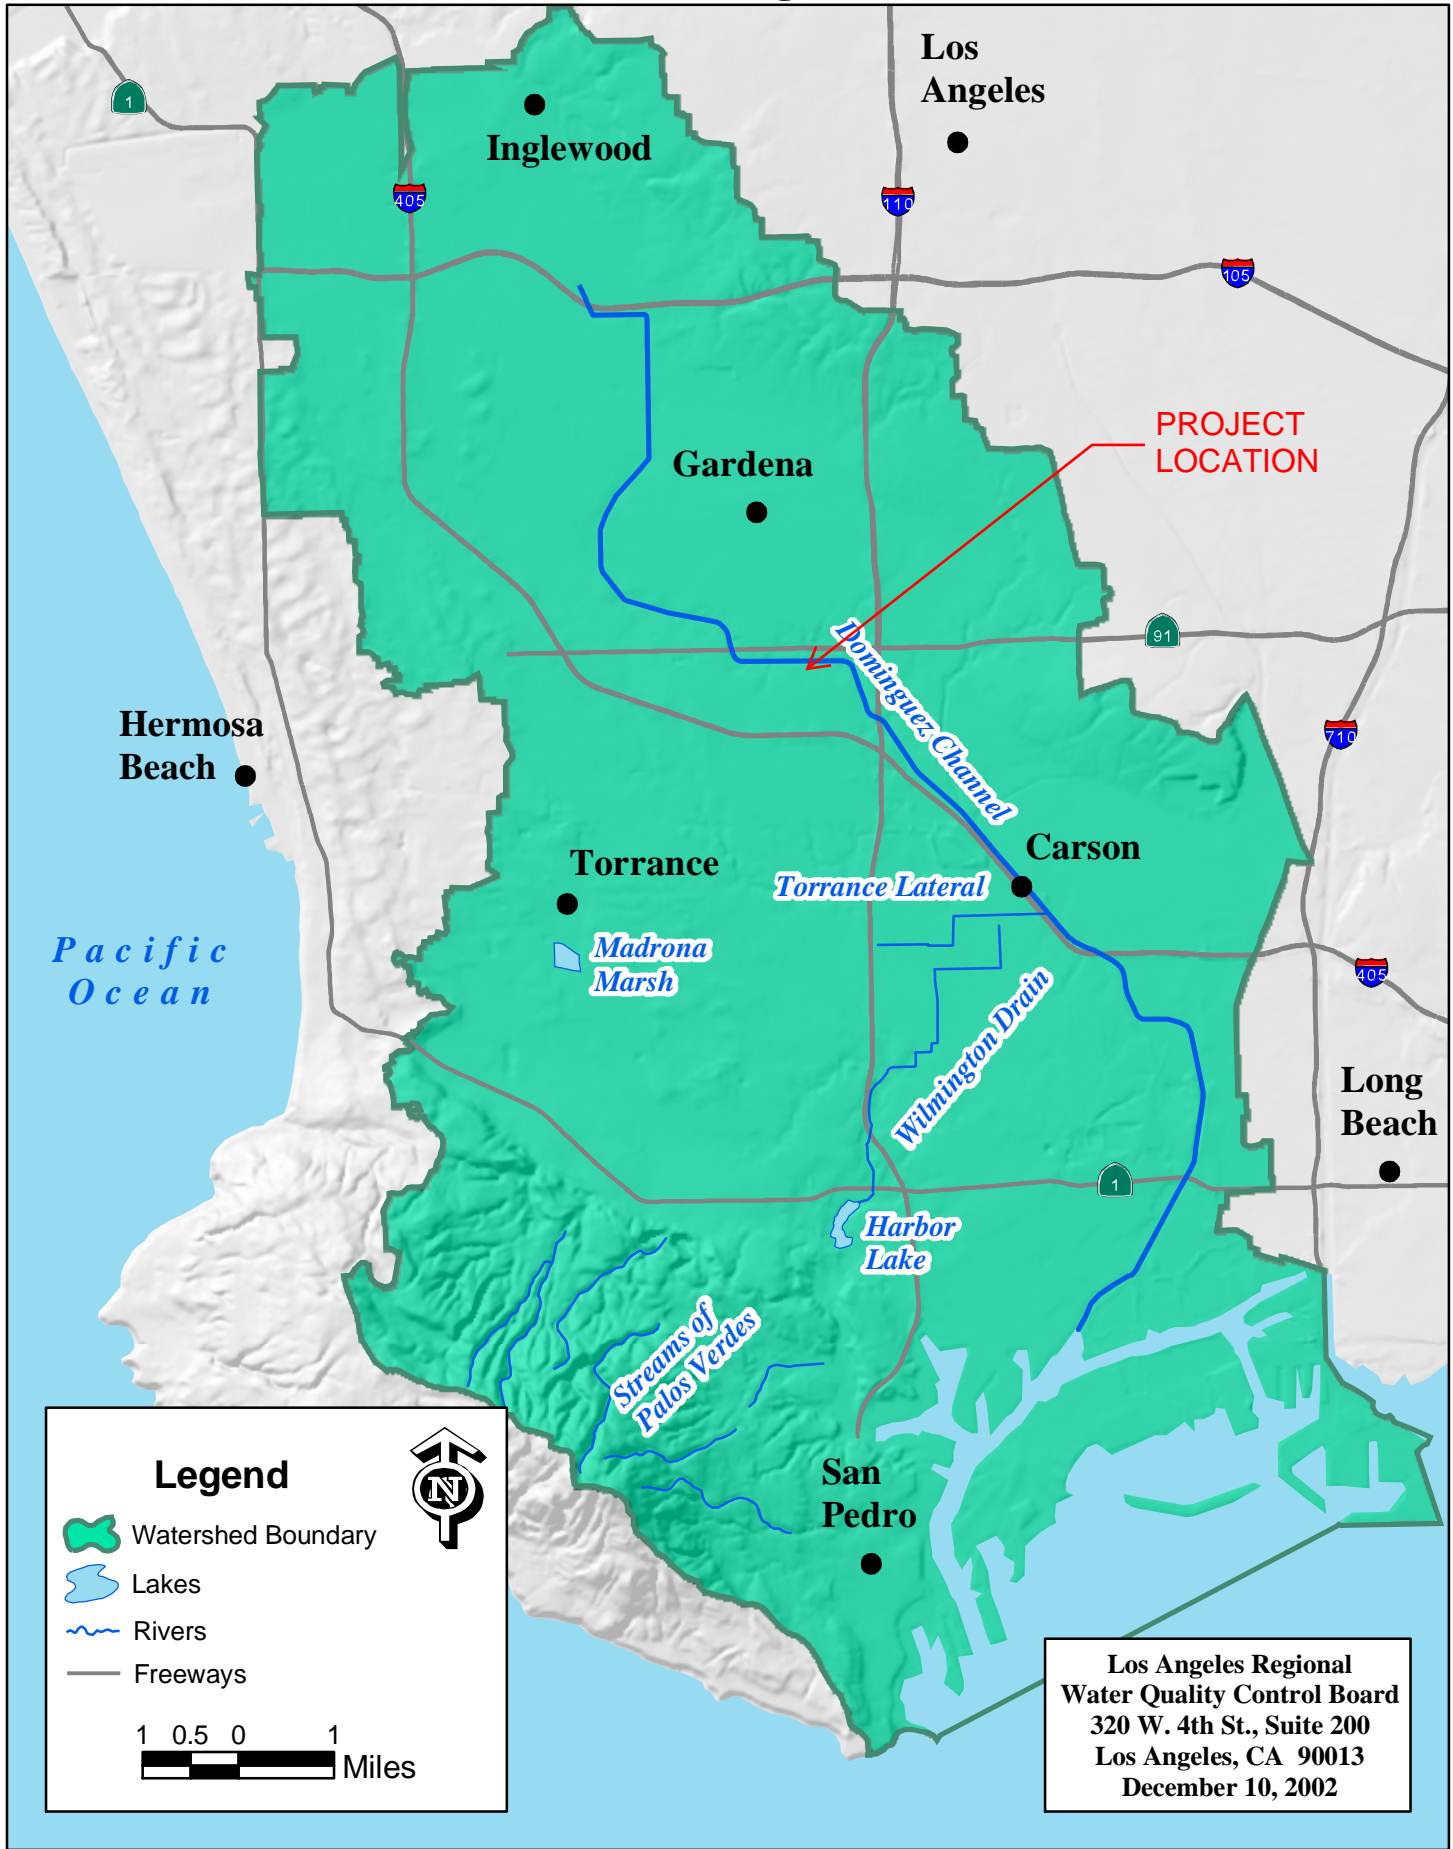 Los
Angeles
1
Inglewood
405
110
105
PROJECT
LOCATION
Gardena
91
Dominguez Channel
Hermosa
Beach
710
Carson
Torrance
Torrance Lateral
Pacific
Ocean
Madrona
Marsh
405
Wilmington Drain
Long
Beach
1
Harbor
Lake
Streams of
Palos Verdes
San
Pedro
Legend
N
Watershed Boundary
Lakes
Rivers
Freeways
1 0.5 0 1
Miles
Los Angeles Regional
Water Quality Control Board
320 W. 4th St., Suite 200
Los Angeles, CA 90013
December 10, 2002